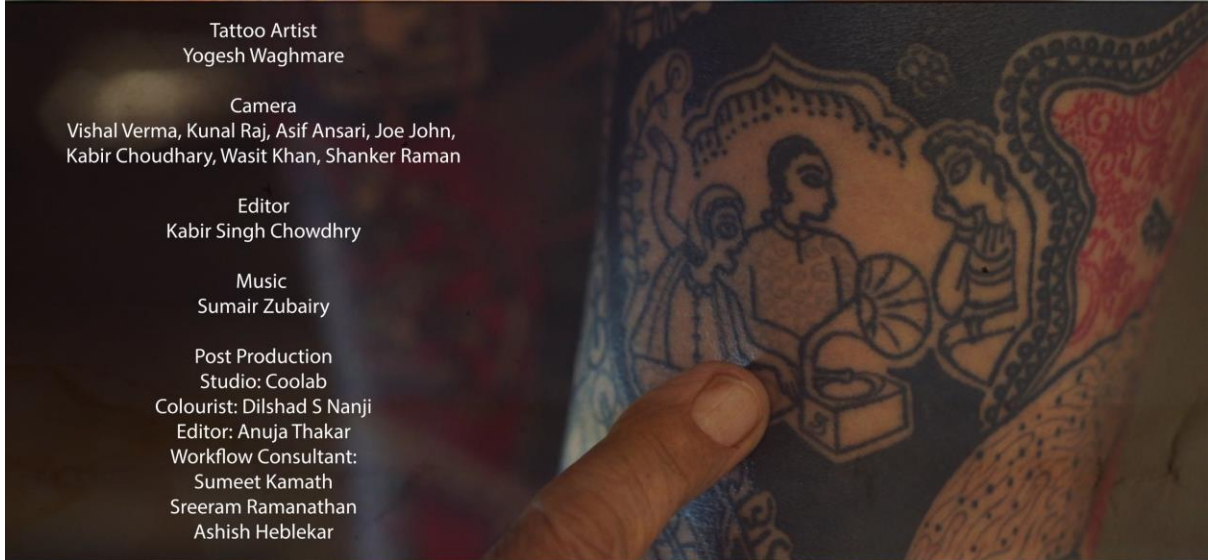 Tattoo Artist
Yogesh Waghmare
Camera
Vishal Verma, Kunal Raj, Asif Ansari, Joe John,
Kabir Choudhary, Wasit Khan, Shanker Raman
Editor
Kabir Singh Chowdhry
Music
Sumair Zubairy
Post Production
Studio: Coolab
Colourist: Dilshad S Nanji
Editor: Anuja Thakar
Workflow Consultant:
Sumeet Kamath
Sreeram Ramanathan
Ashish Heblekar